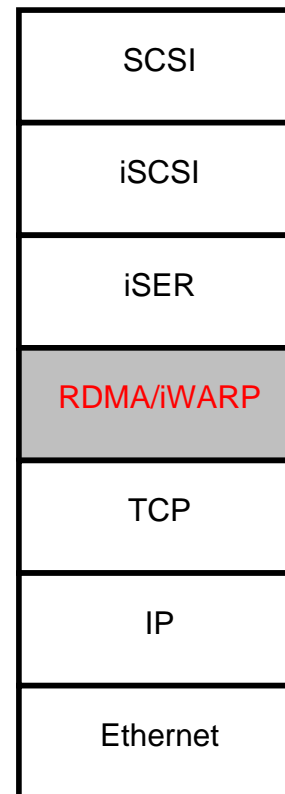 SCSI
iSCSI
iSER
RDMA/iWARP
TCP
IP
Ethernet